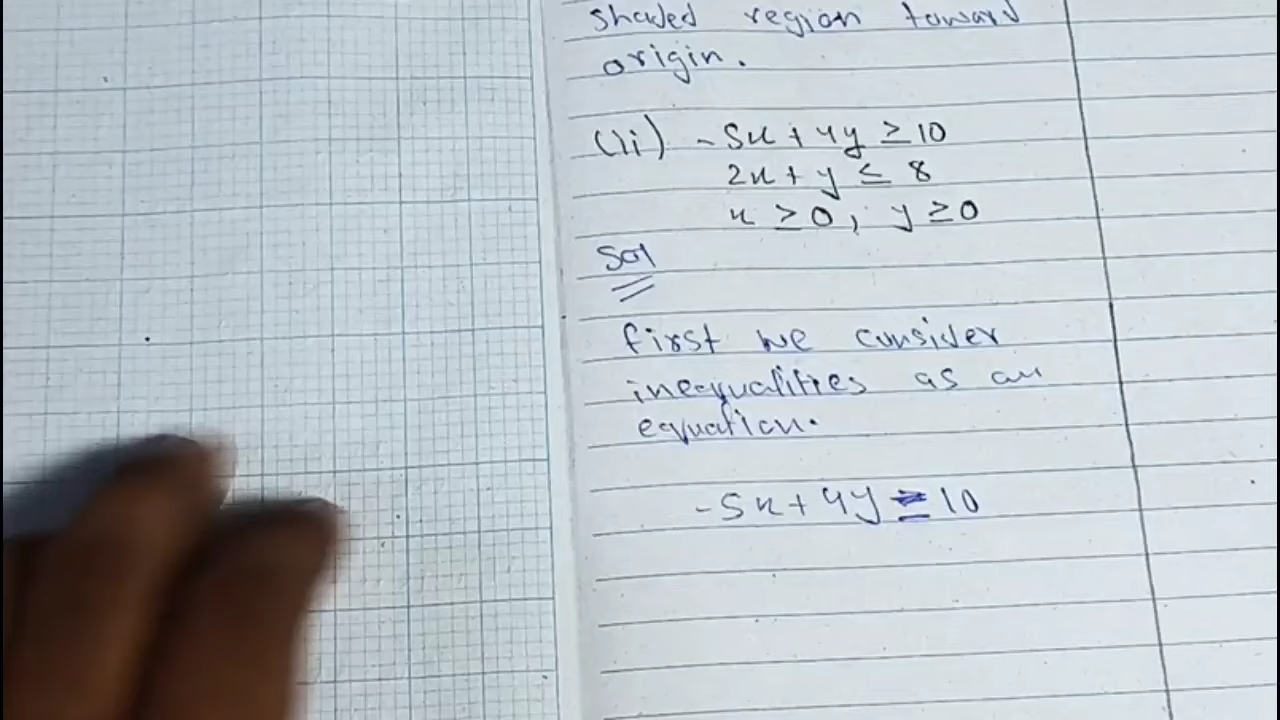 shaded region toward
origin.
(ii) -5x + 4y ≥ 10
2x + y ≤ 8
x ≥ 0, y ≥ 0
Sol
first we consider
inequalities as an
equation.
-5x + 4y = 10